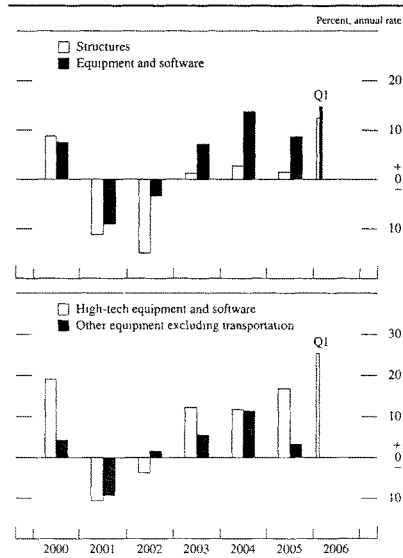 Percent, annual rate
Structures
Equipment and software
20
Q1
10
+
0
−
10
High-tech equipment and software
Other equipment excluding transportation
30
Q1
20
10
+
0
−
10
2000 2001 2002 2003 2004 2005 2006